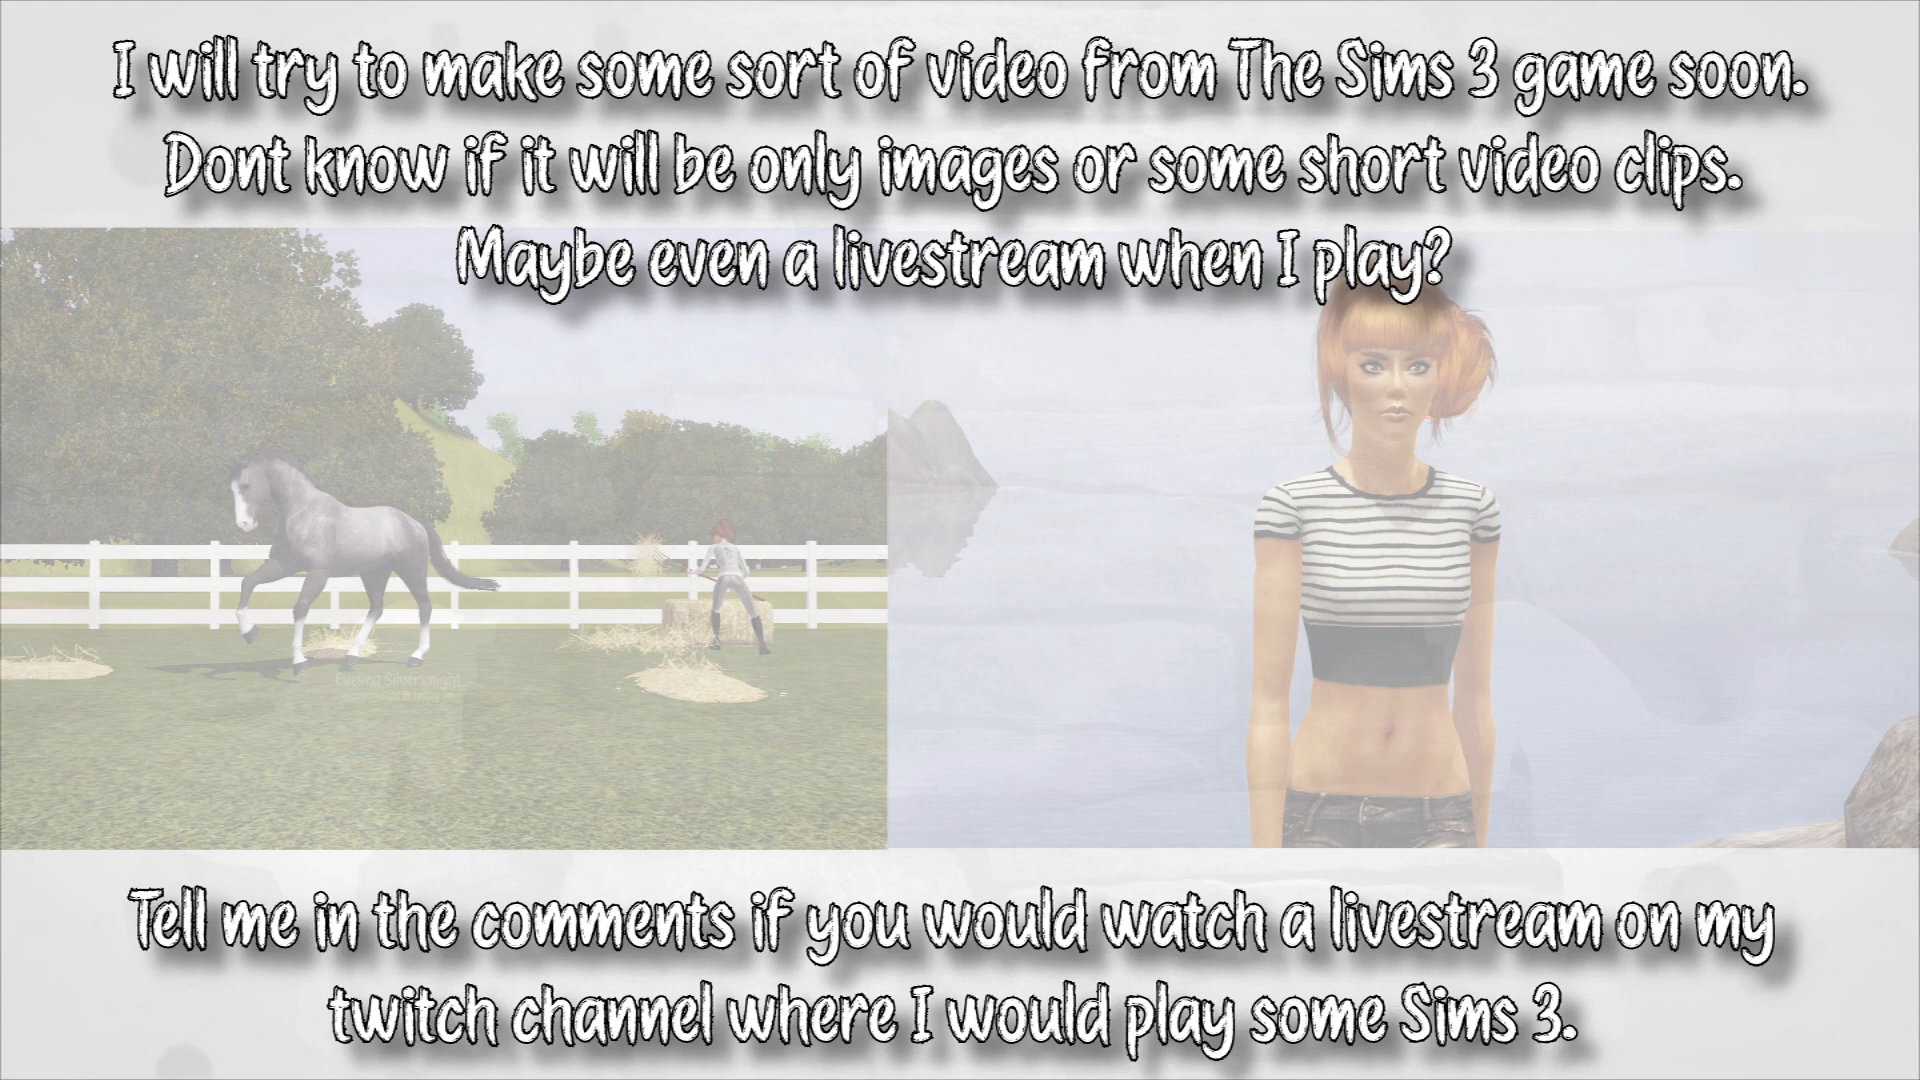 I will try to make some sort of video from The Sims 3 game soon.
Dont know if it will be only images or some short video clips.
Maybe even a livestream when I play?
Evelina Silverknight
Tell me in the comments if you would watch a livestream on my
twitch channel where I would play some Sims 3.